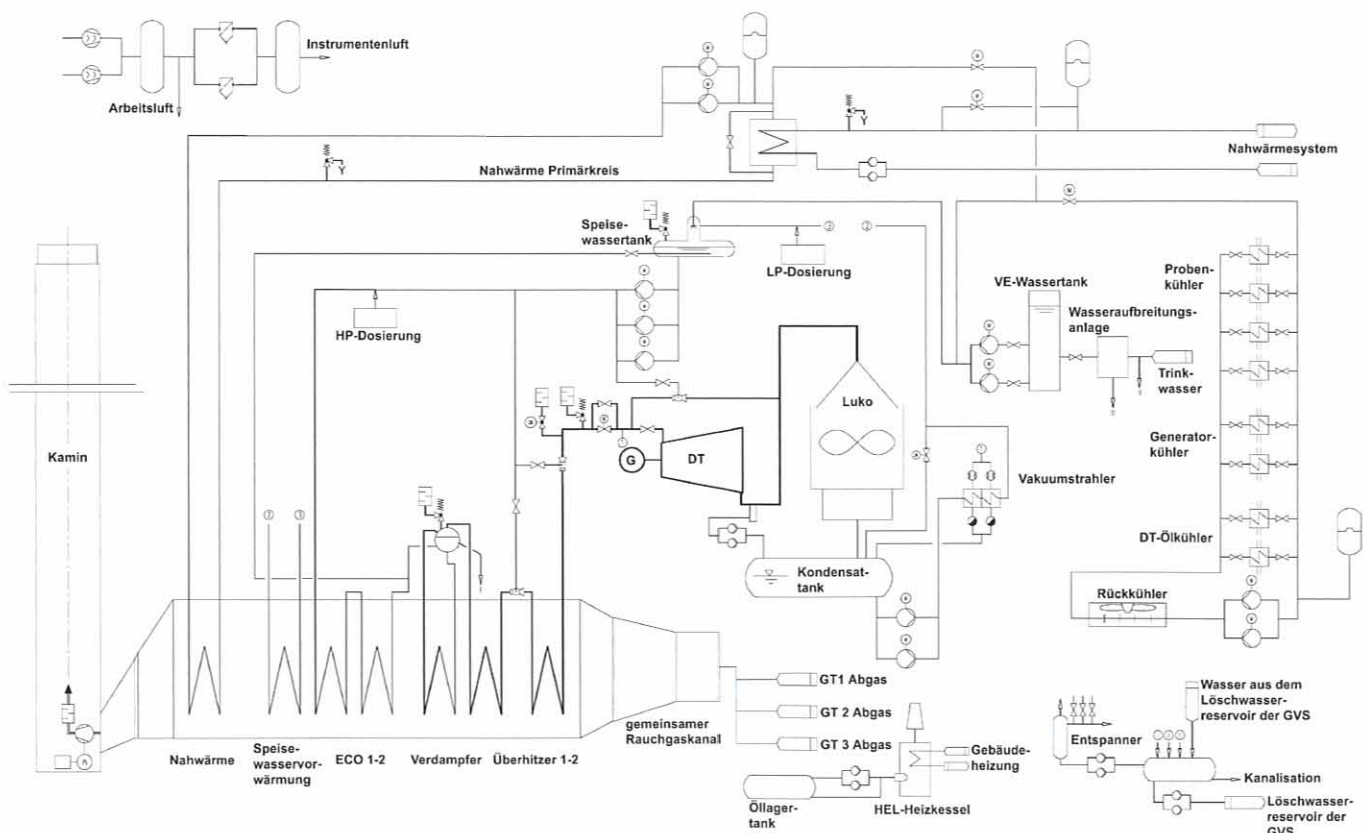 Instrumentenluft
Arbeitsluft
Nahwärmesystem
Nahwärme Primärkreis
Speise-
wassertank
LP-Dosierung
HP-Dosierung
VE-Wassertank
Wasseraufbreitungs-
anlage
Trink-
wasser
Proben-
kühler
Generator-
kühler
DT-Ölkühler
Rückkühler
Kamin
Luko
G
DT
Vakuumstrahler
Kondensat-
tank
Nahwärme
Speise-
wasservor-
wärmung
ECO 1-2
Verdampfer
Überhitzer 1-2
gemeinsamer
Rauchgaskanal
GT1 Abgas
GT 2 Abgas
GT 3 Abgas
Gebäude-
heizung
Öllager-
tank
HEL-Heizkessel
Wasser aus dem
Löschwasser-
reservoir der GVS
Entspanner
Kanalisation
Löschwasser-
reservoir der
GVS